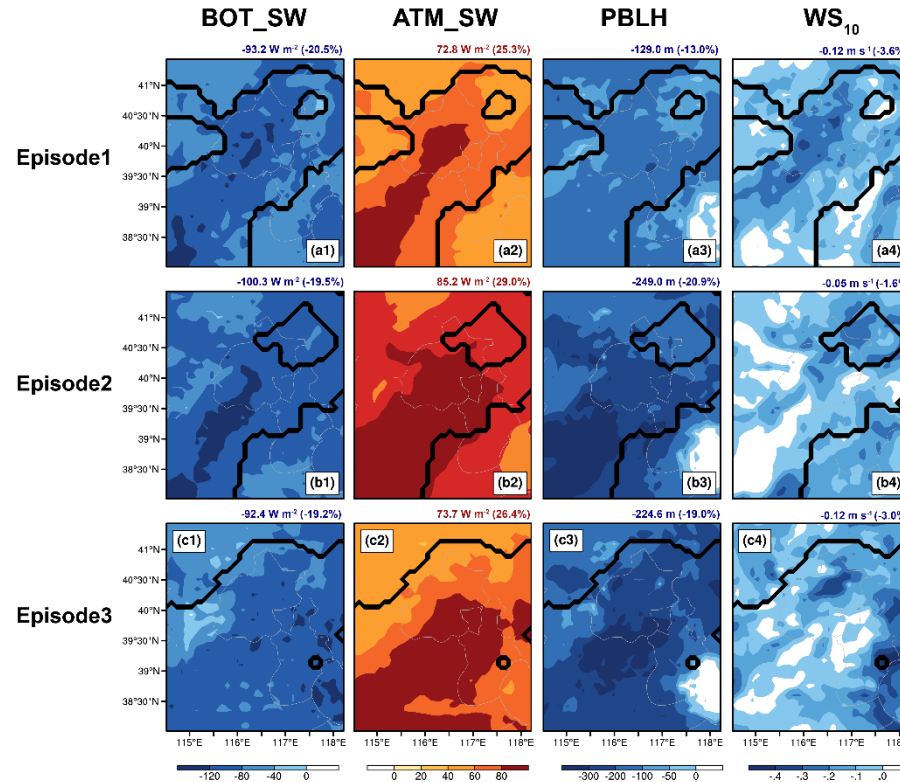 BOT_SW ATM_SW PBLH WS10
-93.2 W m-2 (-20.5%) 72.8 W m-2 (25.3%) -129.0 m (-13.0%) -0.12 m s-1 (-3.6%
41°N
40°30'N
Episode1
40°N
39°30'N
39°N
38°30'N
(a1) (a2) (a3) (a4)
-100.3 W m-2 (-19.5%) 85.2 W m-2 (29.0%) -249.0 m (-20.9%) -0.05 m s-1 (-1.6%
41°N
40°30'N
Episode2
40°N
39°30'N
39°N
38°30'N
(b1) (b2) (b3) (b4)
-92.4 W m-2 (-19.2%) 73.7 W m-2 (26.4%) -224.6 m (-19.0%) -0.12 m s-1 (-3.0%
(c1) (c2) (c3) (c4)
41°N
40°30'N
40°N
Episode3
39°30'N
39°N
38°30'N
115°E 116°E 117°E 118°E 115°E 116°E 117°E 118°E 115°E 116°E 117°E 118°E 115°E 116°E 117°E 118°E
-120 -80 -40 0 0 20 40 60 80 -300 -200 -100 -50 0 -.4 -.3 -.2 -.1 .0